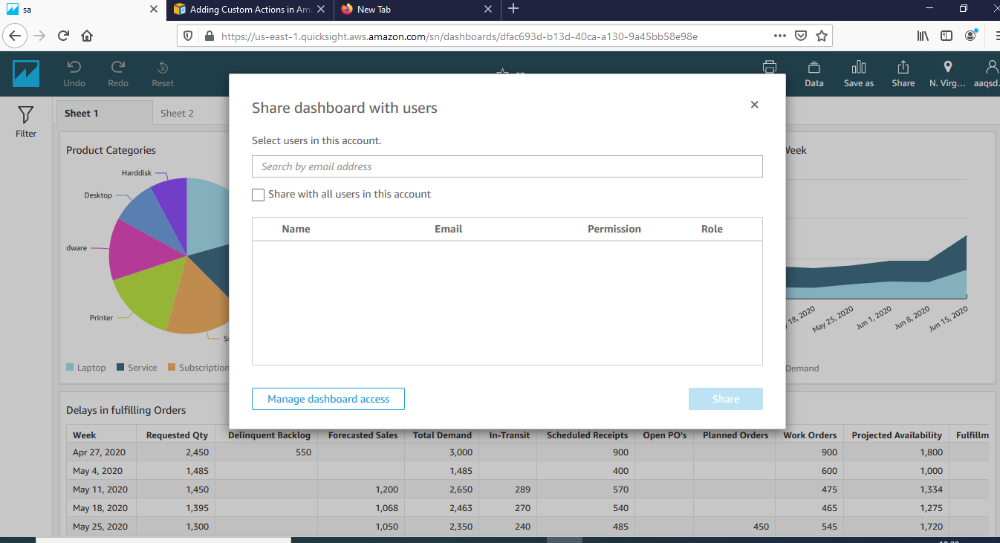 sa
Adding Custom Actions in Am
New Tab
https://us-east-1.quicksight.aws.amazon.com/sn/dashboards/dfac693d-b13d-40ca-a130-9a45bb58e98e
Undo
Redo
Reset
Data
Save as
Share
N. Virg...
aaqsd.
Filter
Sheet 1
Sheet 2
Product Categories
Harddisk
Desktop
dware
Printer
Laptop
Service
Subscription
Share dashboard with users
Select users in this account.
Search by email address
Share with all users in this account
Name Email Permission Role
Manage dashboard access
Share
Week
18, 2020
May 25, 2020
Jun 1, 2020
Jun 8, 2020
Jun 15, 2020
Demand
Delays in fulfilling Orders
Week Requested Qty Delinquent Backlog Forecasted Sales Total Demand In-Transit Scheduled Receipts Open PO's Planned Orders Work Orders Projected Availability Fulfillm
Apr 27, 2020 2,450 550 3,000 900 900 1,800
May 4, 2020 1,485 1,485 400 600 1,000
May 11, 2020 1,450 1,200 2,650 289 570 475 1,334
May 18, 2020 1,395 1,068 2,463 270 540 465 1,275
May 25, 2020 1,300 1,050 2,350 240 485 450 545 1,720